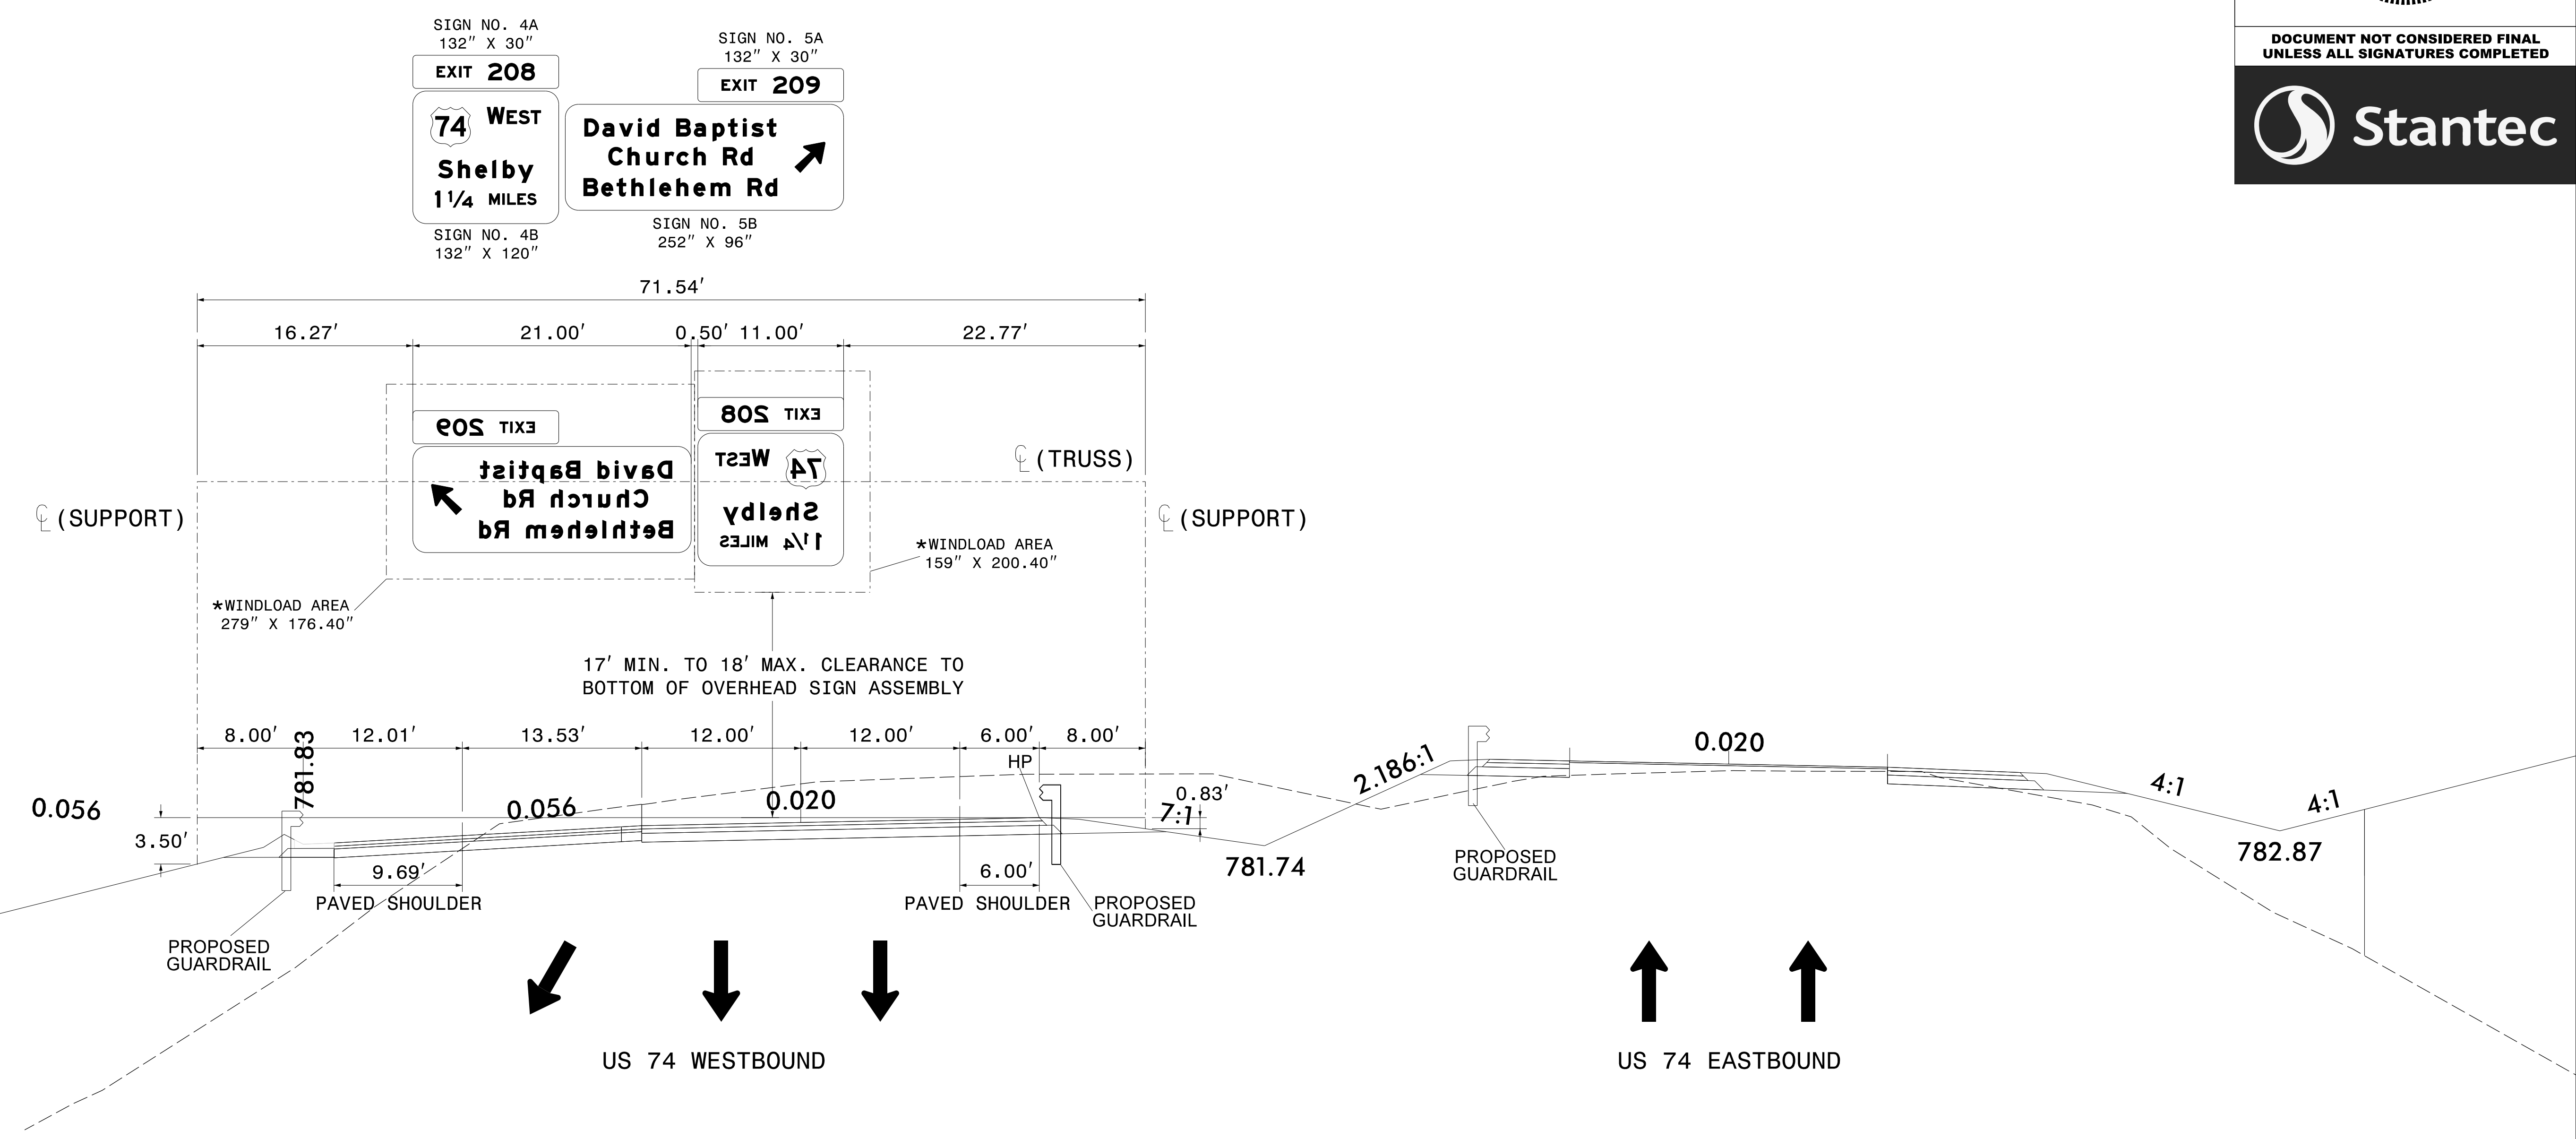 SIGN NO. 4A
132" X 30"
EXIT 208
74 WEST
Shelby
1 1/4 MILES
SIGN NO. 4B
132" X 120"
SIGN NO. 5A
132" X 30"
EXIT 209
David Baptist
Church Rd
Bethlehem Rd
SIGN NO. 5B
252" X 96"
DOCUMENT NOT CONSIDERED FINAL
UNLESS ALL SIGNATURES COMPLETED
Stantec
71.54'
16.27' 21.00' 0.50' 11.00' 22.77'
EXIT 209
David Baptist
Church Rd
Bethlehem Rd
EXIT 208
74 WEST
Shelby
1 1/4 MILES
℄ (TRUSS)
℄ (SUPPORT)
℄ (SUPPORT)
*WINDLOAD AREA
159" X 200.40"
*WINDLOAD AREA
279" X 176.40"
17' MIN. TO 18' MAX. CLEARANCE TO
BOTTOM OF OVERHEAD SIGN ASSEMBLY
8.00' 12.01' 13.53' 12.00' 12.00' 6.00' 8.00'
781.83
HP
0.056
0.056
0.020
0.83'
7:1
2.186:1
0.020
4:1
4:1
3.50'
781.74
782.87
9.69'
PAVED SHOULDER
6.00'
PAVED SHOULDER
PROPOSED
GUARDRAIL
PROPOSED
GUARDRAIL
PROPOSED
GUARDRAIL
US 74 WESTBOUND
US 74 EASTBOUND